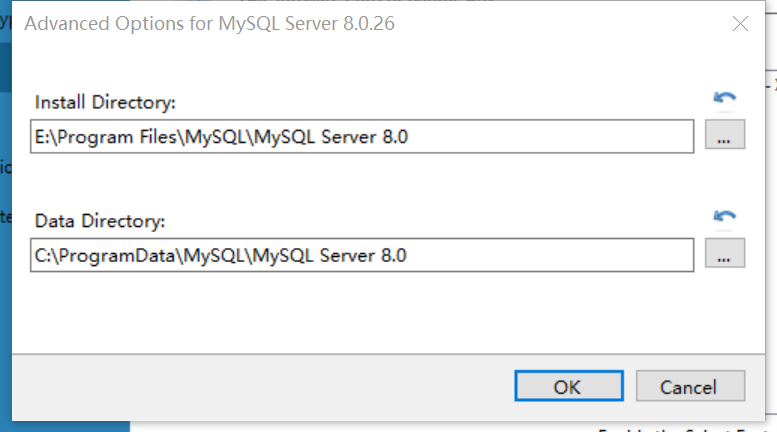 Advanced Options for MySQL Server 8.0.26
Install Directory:
E:\Program Files\MySQL\MySQL Server 8.0
...
Data Directory:
C:\ProgramData\MySQL\MySQL Server 8.0
...
OK
Cancel